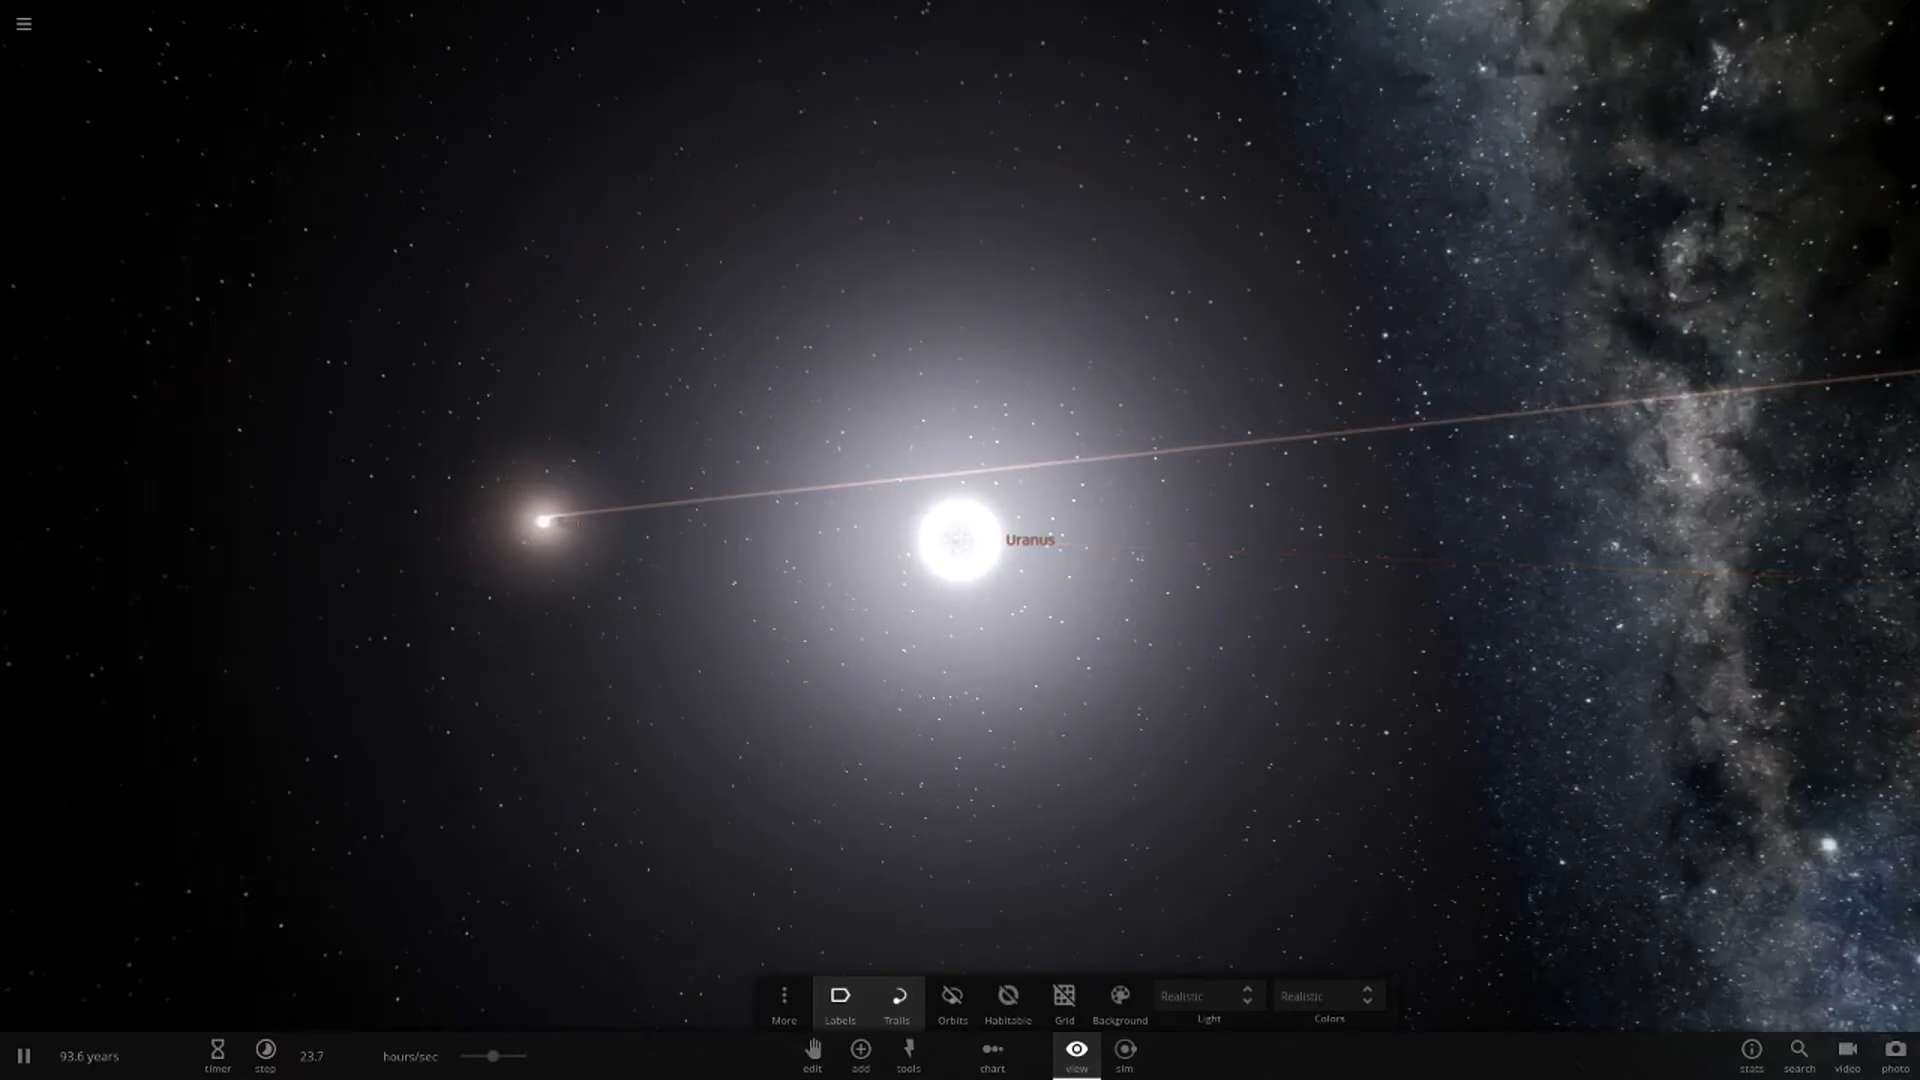 Uranus
More
Labels
Trails
Orbits
Habitable
Grid
Background
Realistic
Light
Realistic
Colors
93.6 years
timer
step
23.7
hours/sec
edit
add
tools
chart
view
sim
stats
search
video
photo